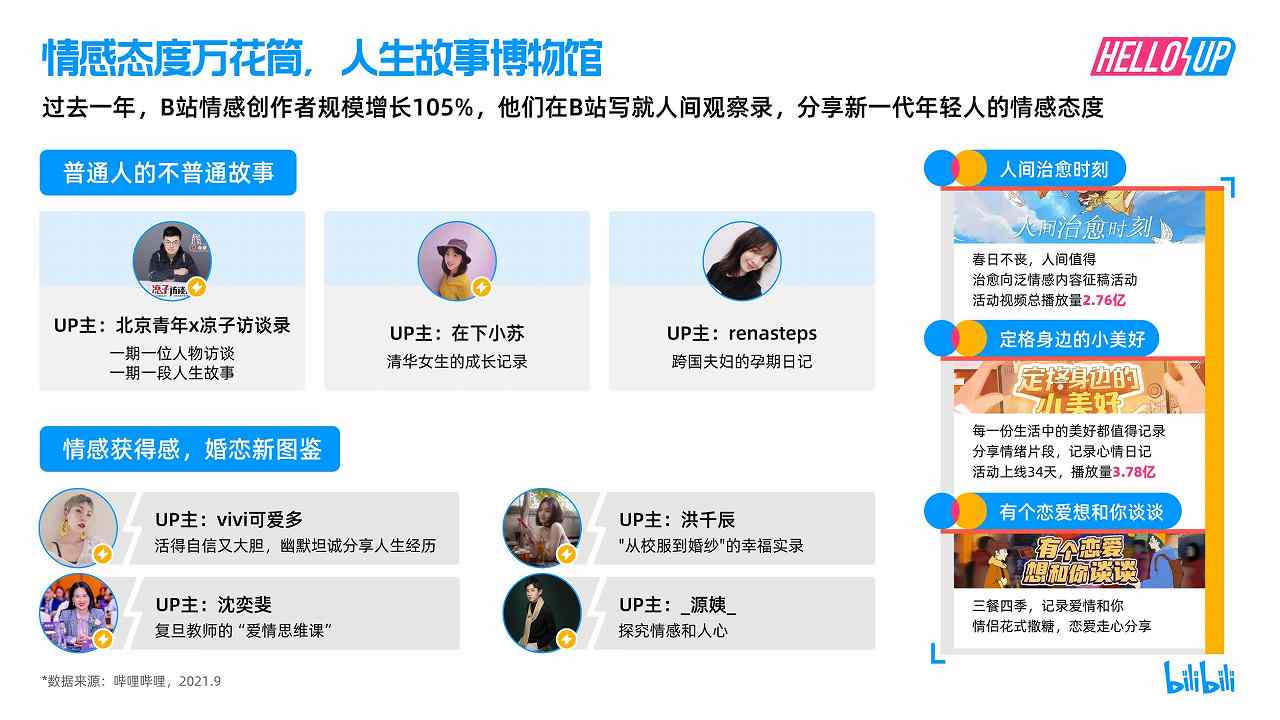 情感态度万花筒，人生故事博物馆
HELLO UP
过去一年，B站情感创作者规模增长105%，他们在B站写就人间观察录，分享新一代年轻人的情感态度
普通人的不普通故事
UP主：北京青年x凉子访谈录
一期一位人物访谈
一期一段人生故事
UP主：在下小苏
清华女生的成长记录
UP主：renasteps
跨国夫妇的孕期日记
情感获得感，婚恋新图鉴
UP主：vivi可爱多
活得自信又大胆，幽默坦诚分享人生经历
UP主：洪千辰
"从校服到婚纱"的幸福实录
UP主：沈奕斐
复旦教师的“爱情思维课”
UP主：_源姨_
探究情感和人心
人间治愈时刻
人间治愈时刻
春日不丧，人间值得
治愈向泛情感内容征稿活动
活动视频总播放量2.76亿
定格身边的小美好
定格身边的
小美好
每一份生活中的美好都值得记录
分享情绪片段，记录心情日记
活动上线34天，播放量3.78亿
有个恋爱想和你谈谈
有个恋爱
想和你谈谈
三餐四季，记录爱情和你
情侣花式撒糖，恋爱走心分享
*数据来源：哔哩哔哩，2021.9
bilibili